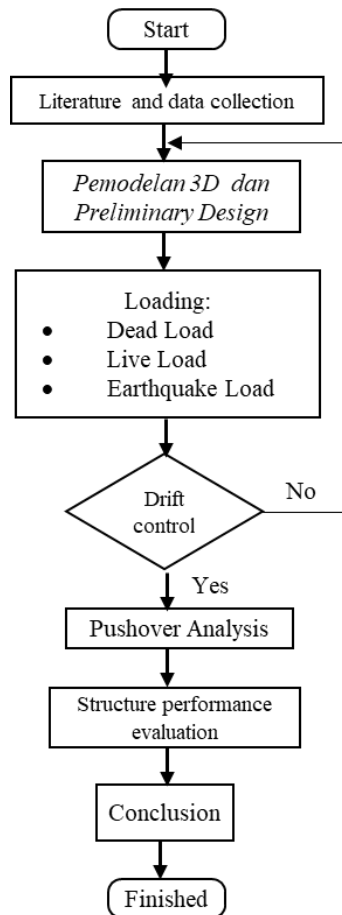 Start
Literature and data collection
Pemodelan 3D dan
Preliminary Design
Loading:
• Dead Load
• Live Load
• Earthquake Load
Drift
control
No
Yes
Pushover Analysis
Structure performance
evaluation
Conclusion
Finished